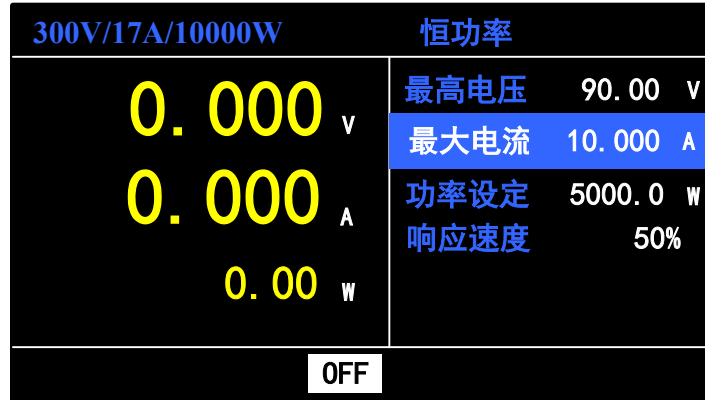 300V/17A/10000W 恒功率
0.000 V
0.000 A
0.00 W
最高电压 90.00 V
最大电流 10.000 A
功率设定 5000.0 W
响应速度 50%
OFF